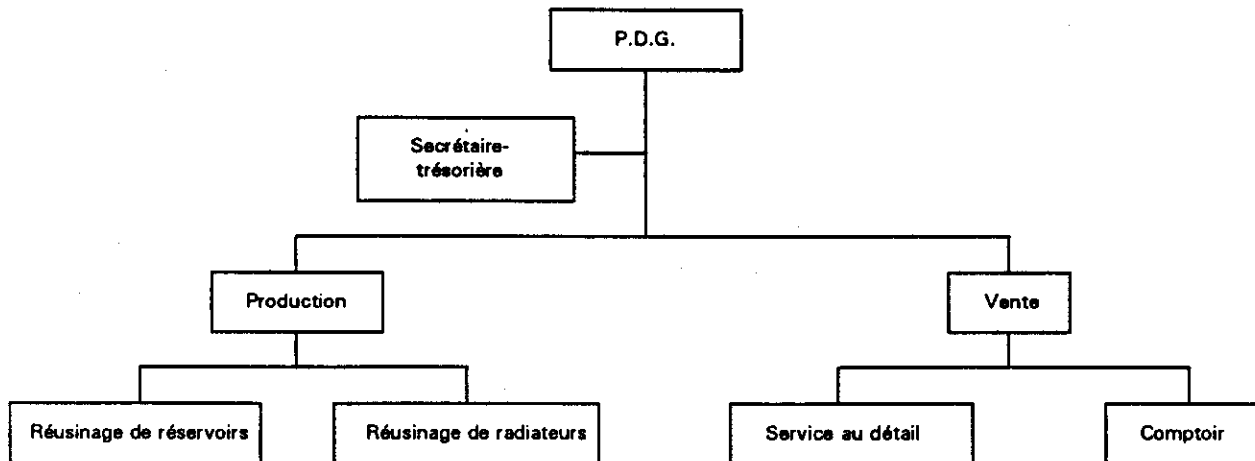 P.D.G.
Secrétaire-
trésorière
Production
Vente
Réusinage de réservoirs
Réusinage de radiateurs
Service au détail
Comptoir